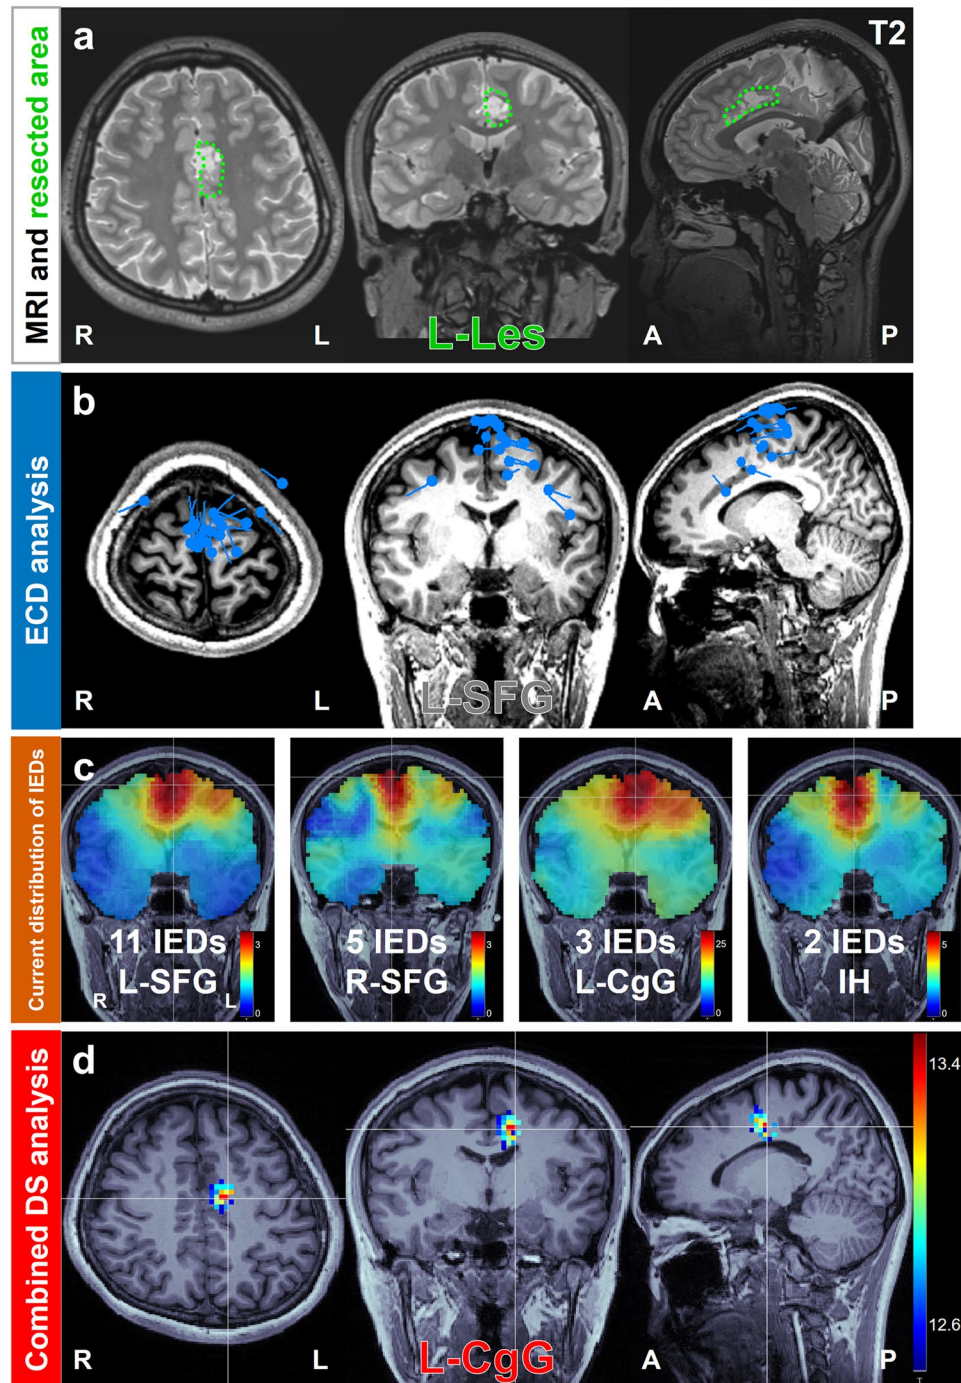 MRI and resected area
a
T2
R
L
L-Les
A
P
ECD analysis
b
R
L
L-SFG
A
P
Current distribution of IEDs
c
11 IEDs
L-SFG
R
L
3
0
5 IEDs
R-SFG
3
0
3 IEDs
L-CgG
25
0
2 IEDs
IH
5
0
Combined DS analysis
d
13.4
12.6
R
L
L-CgG
A
P
T